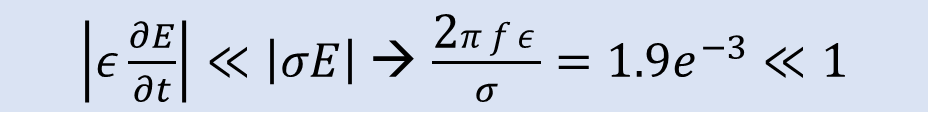 |ϵ ∂E/∂t| ≪ |σE| → 2π f ϵ/σ = 1.9e⁻³ ≪ 1